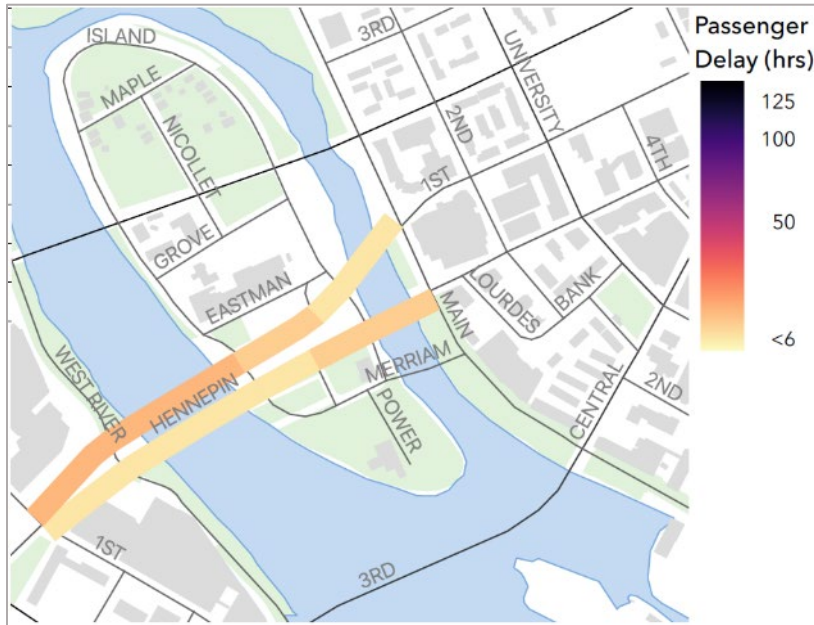 Passenger
Delay (hrs)
125
100
50
<6
ISLAND
3RD
UNIVERSITY
MAPLE
NICOLLET
2ND
4TH
1ST
GROVE
EASTMAN
LOURDES
BANK
MAIN
WEST RIVER
HENNEPIN
MERRIAM
POWER
CENTRAL
2ND
1ST
3RD